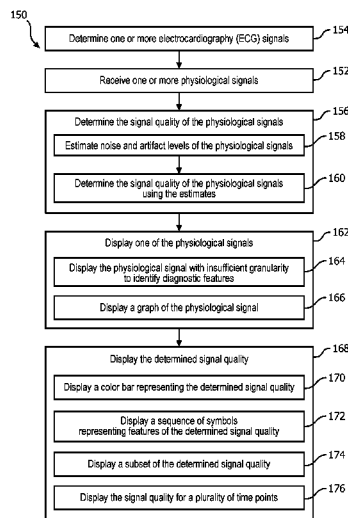 150
Determine one or more electrocardiography (ECG) signals
154
Receive one or more physiological signals
152
Determine the signal quality of the physiological signals
156
Estimate noise and artifact levels of the physiological signals
158
Determine the signal quality of the physiological signals
using the estimates
160
Display one of the physiological signals
162
Display the physiological signal with insufficient granularity
to identify diagnostic features
164
Display a graph of the physiological signal
166
Display the determined signal quality
168
Display a color bar representing the determined signal quality
170
Display a sequence of symbols
representing features of the determined signal quality
172
Display a subset of the determined signal quality
174
Display the signal quality for a plurality of time points
176